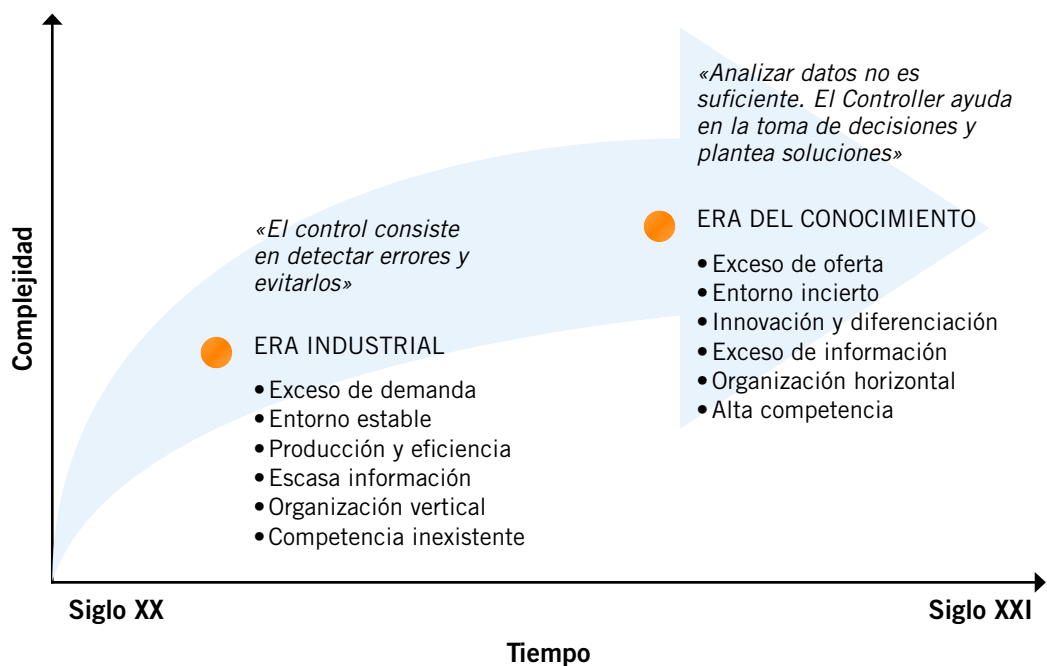 Complejidad
«El control consiste
en detectar errores y
evitarlos»
ERA INDUSTRIAL
• Exceso de demanda
• Entorno estable
• Producción y eficiencia
• Escasa información
• Organización vertical
• Competencia inexistente
«Analizar datos no es
suficiente. El Controller ayuda
en la toma de decisiones y
plantea soluciones»
ERA DEL CONOCIMIENTO
• Exceso de oferta
• Entorno incierto
• Innovación y diferenciación
• Exceso de información
• Organización horizontal
• Alta competencia
Siglo XX
Siglo XXI
Tiempo